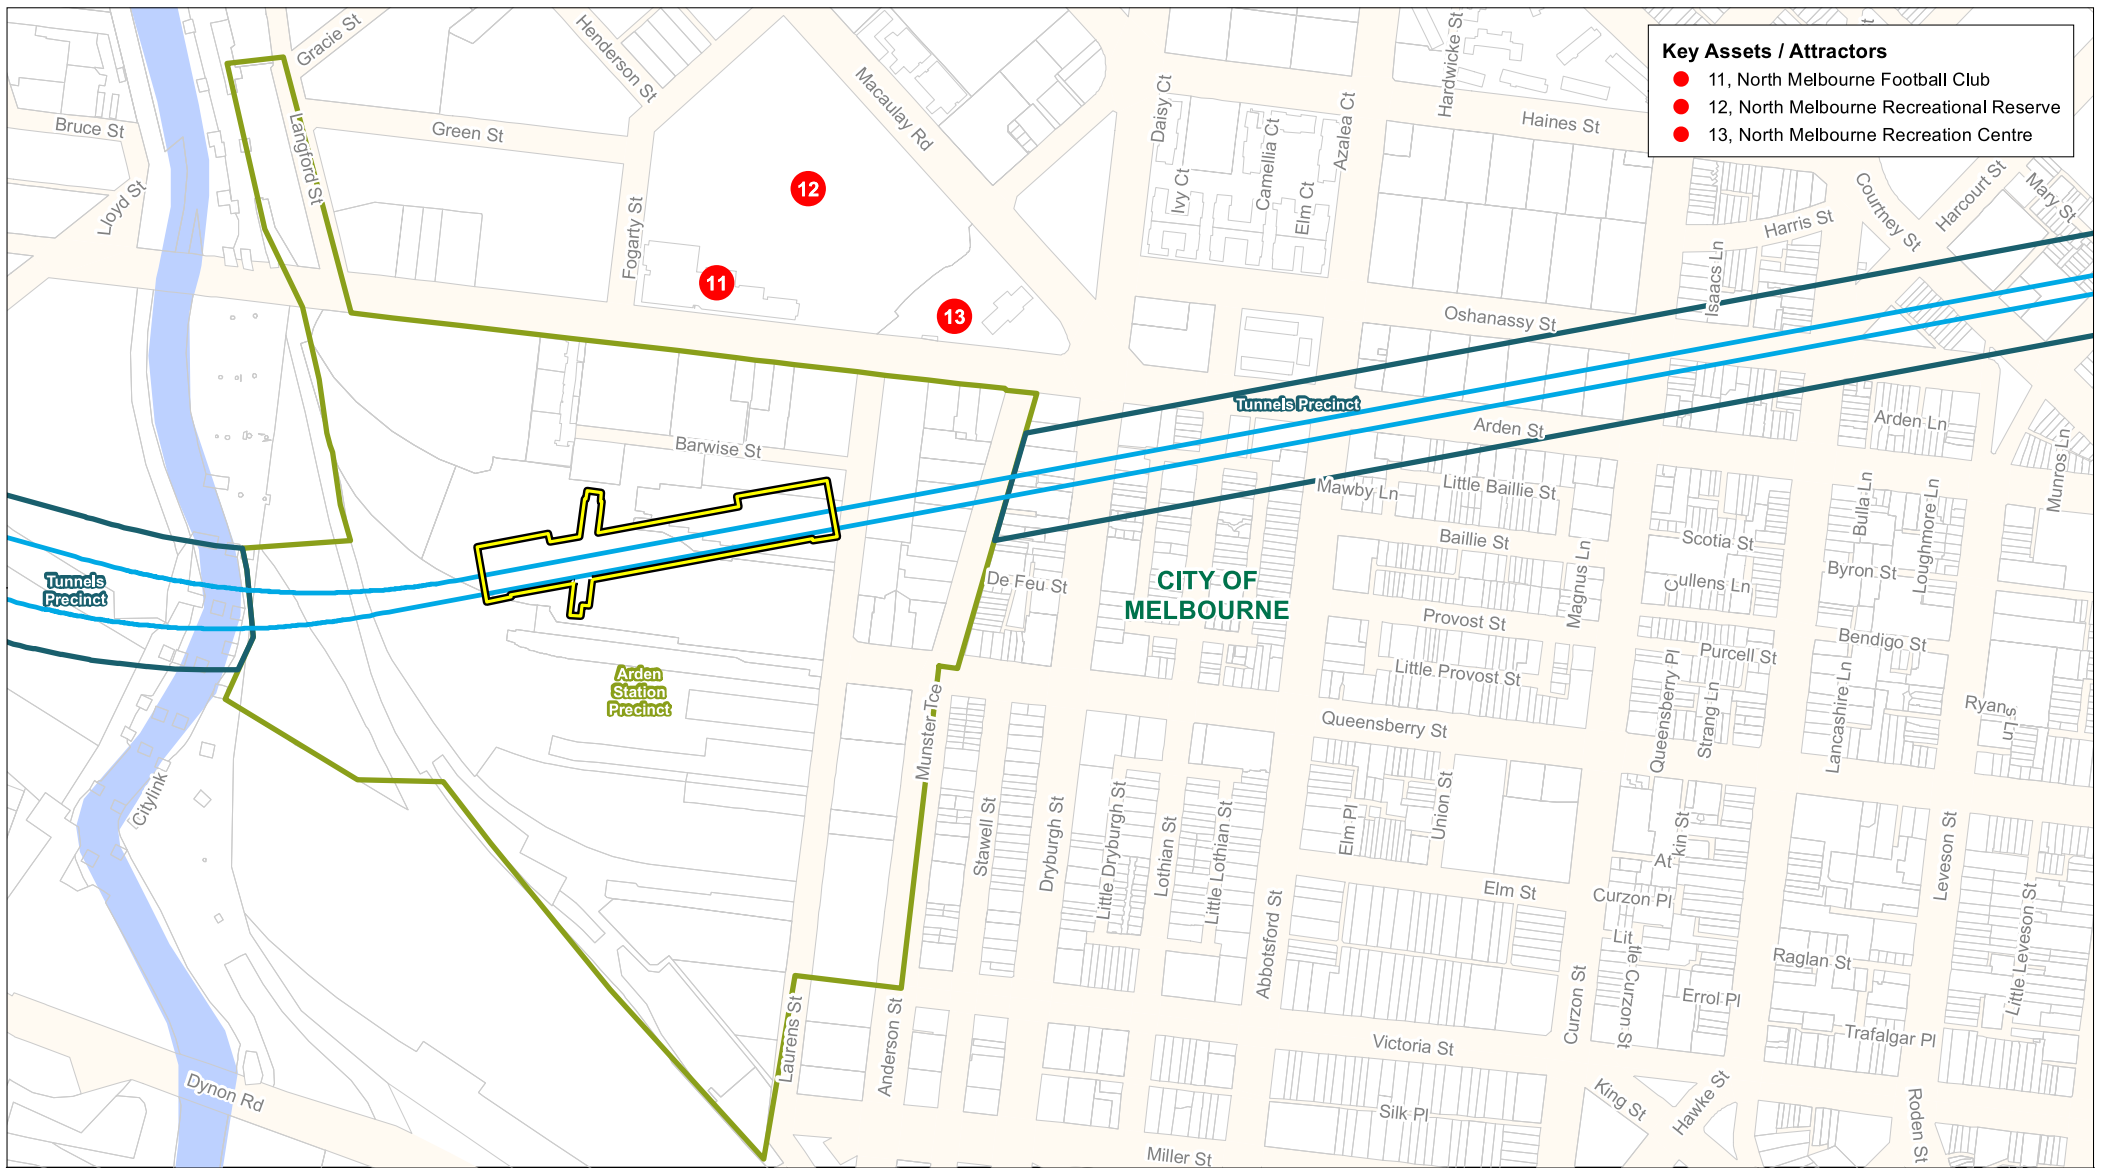 Key Assets / Attractors
11, North Melbourne Football Club
12, North Melbourne Recreational Reserve
13, North Melbourne Recreation Centre
Gracie St
Henderson St
Macaulay Rd
Hardwicke St
Bruce St
Green St
Langford St
Lloyd St
Fogarty St
12
11
13
Daisy Ct
Ivy Ct
Camellia Ct
Elm Ct
Azalea Ct
Haines St
Courtney St
Harcourt St
Mary St
Harris St
Isaacs Ln
Oshanassy St
Tunnels Precinct
Arden St
Arden Ln
Munros Ln
Barwise St
Mawby Ln
Little Baillie St
Baillie St
Bulla Ln
Loughmore Ln
Scotia St
Cullens Ln
Byron St
Magnus Ln
Tunnels
Precinct
De Feu St
CITY OF
MELBOURNE
Provost St
Bendigo St
Purcell St
Little Provost St
Queensberry Pl
Strang Ln
Lancashire Ln
Ryans Ln
Arden
Station
Precinct
Munster Tce
Queensberry St
Citylink
Stawell St
Dryburgh St
Little Dryburgh St
Lothian St
Little Lothian St
Abbotsford St
Elm Pl
Union St
Atkin St
Elm St
Curzon Pl
Little Curzon St
Leveson St
Little Leveson St
Raglan St
Errol Pl
Curzon St
Laurens St
Anderson St
Victoria St
Trafalgar Pl
Dynon Rd
Silk Pl
King St
Hawke St
Roden St
Miller St